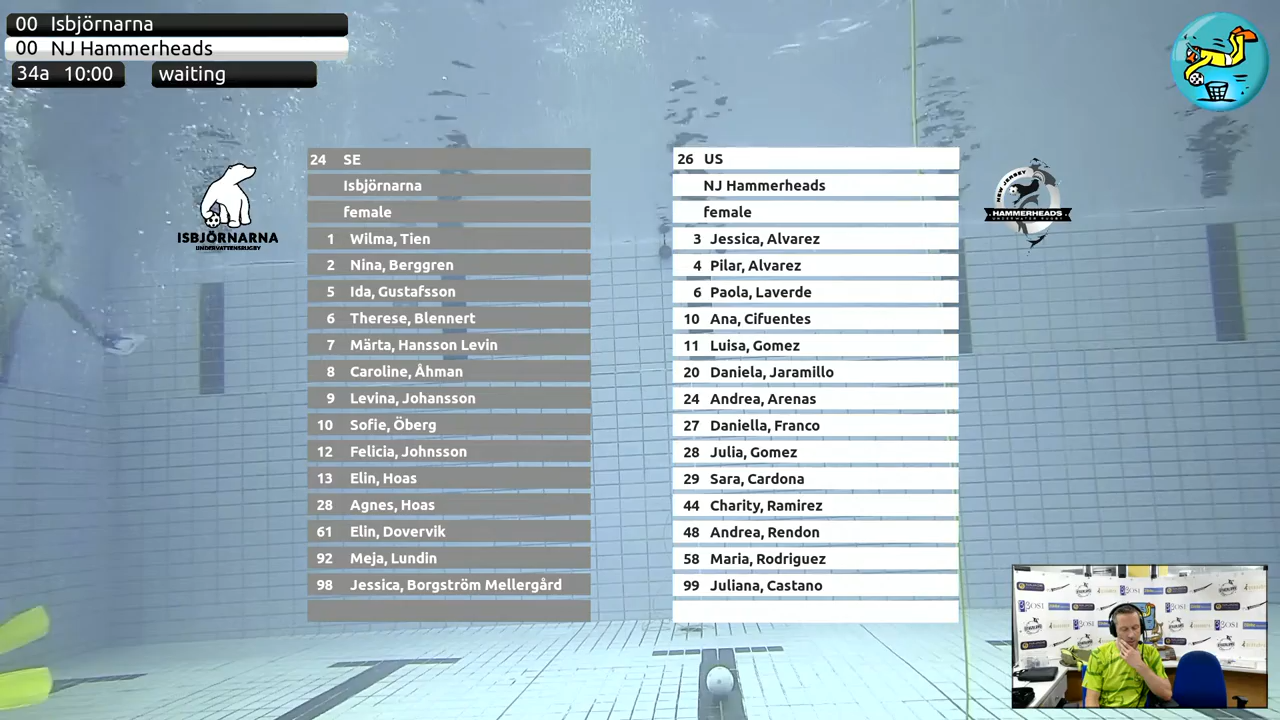 00 Isbjörnarna
00 NJ Hammerheads
34a 10:00 waiting
24 SE
Isbjörnarna
female
1 Wilma, Tien
2 Nina, Berggren
5 Ida, Gustafsson
6 Therese, Blennert
7 Märta, Hansson Levin
8 Caroline, Åhman
9 Levina, Johansson
10 Sofie, Öberg
12 Felicia, Johnsson
13 Elin, Hoas
28 Agnes, Hoas
61 Elin, Dovervik
92 Meja, Lundin
98 Jessica, Borgström Mellergård
26 US
NJ Hammerheads
female
3 Jessica, Alvarez
4 Pilar, Alvarez
6 Paola, Laverde
10 Ana, Cifuentes
11 Luisa, Gomez
20 Daniela, Jaramillo
24 Andrea, Arenas
27 Daniella, Franco
28 Julia, Gomez
29 Sara, Cardona
44 Charity, Ramirez
48 Andrea, Rendon
58 Maria, Rodriguez
99 Juliana, Castano
ISBJÖRNARNA
UNDERVATTENSRUGBY
NEW JERSEY
HAMMERHEADS
UNDERWATER RUGBY